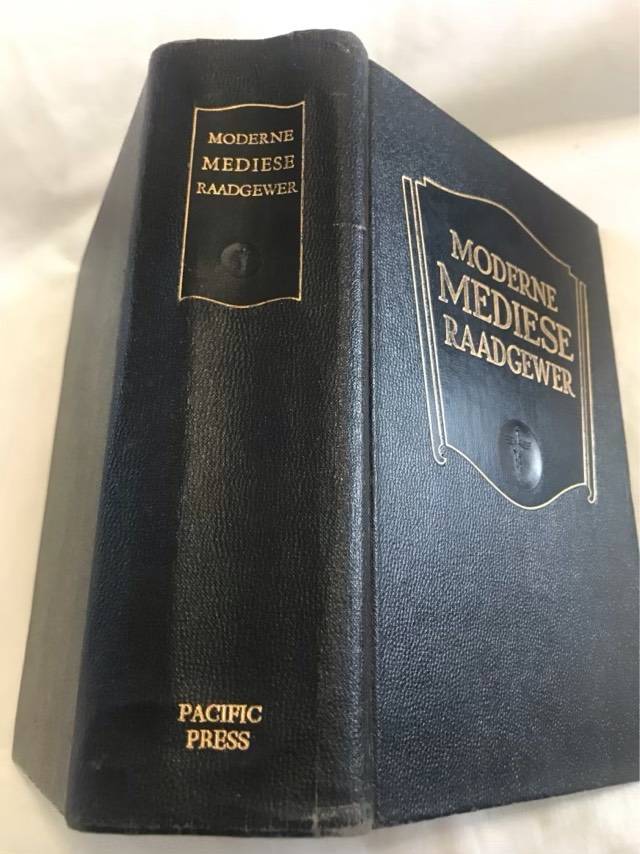 MODERNE
MEDIESE
RAADGEWER
PACIFIC
PRESS
MODERNE
MEDIESE
RAADGEWER